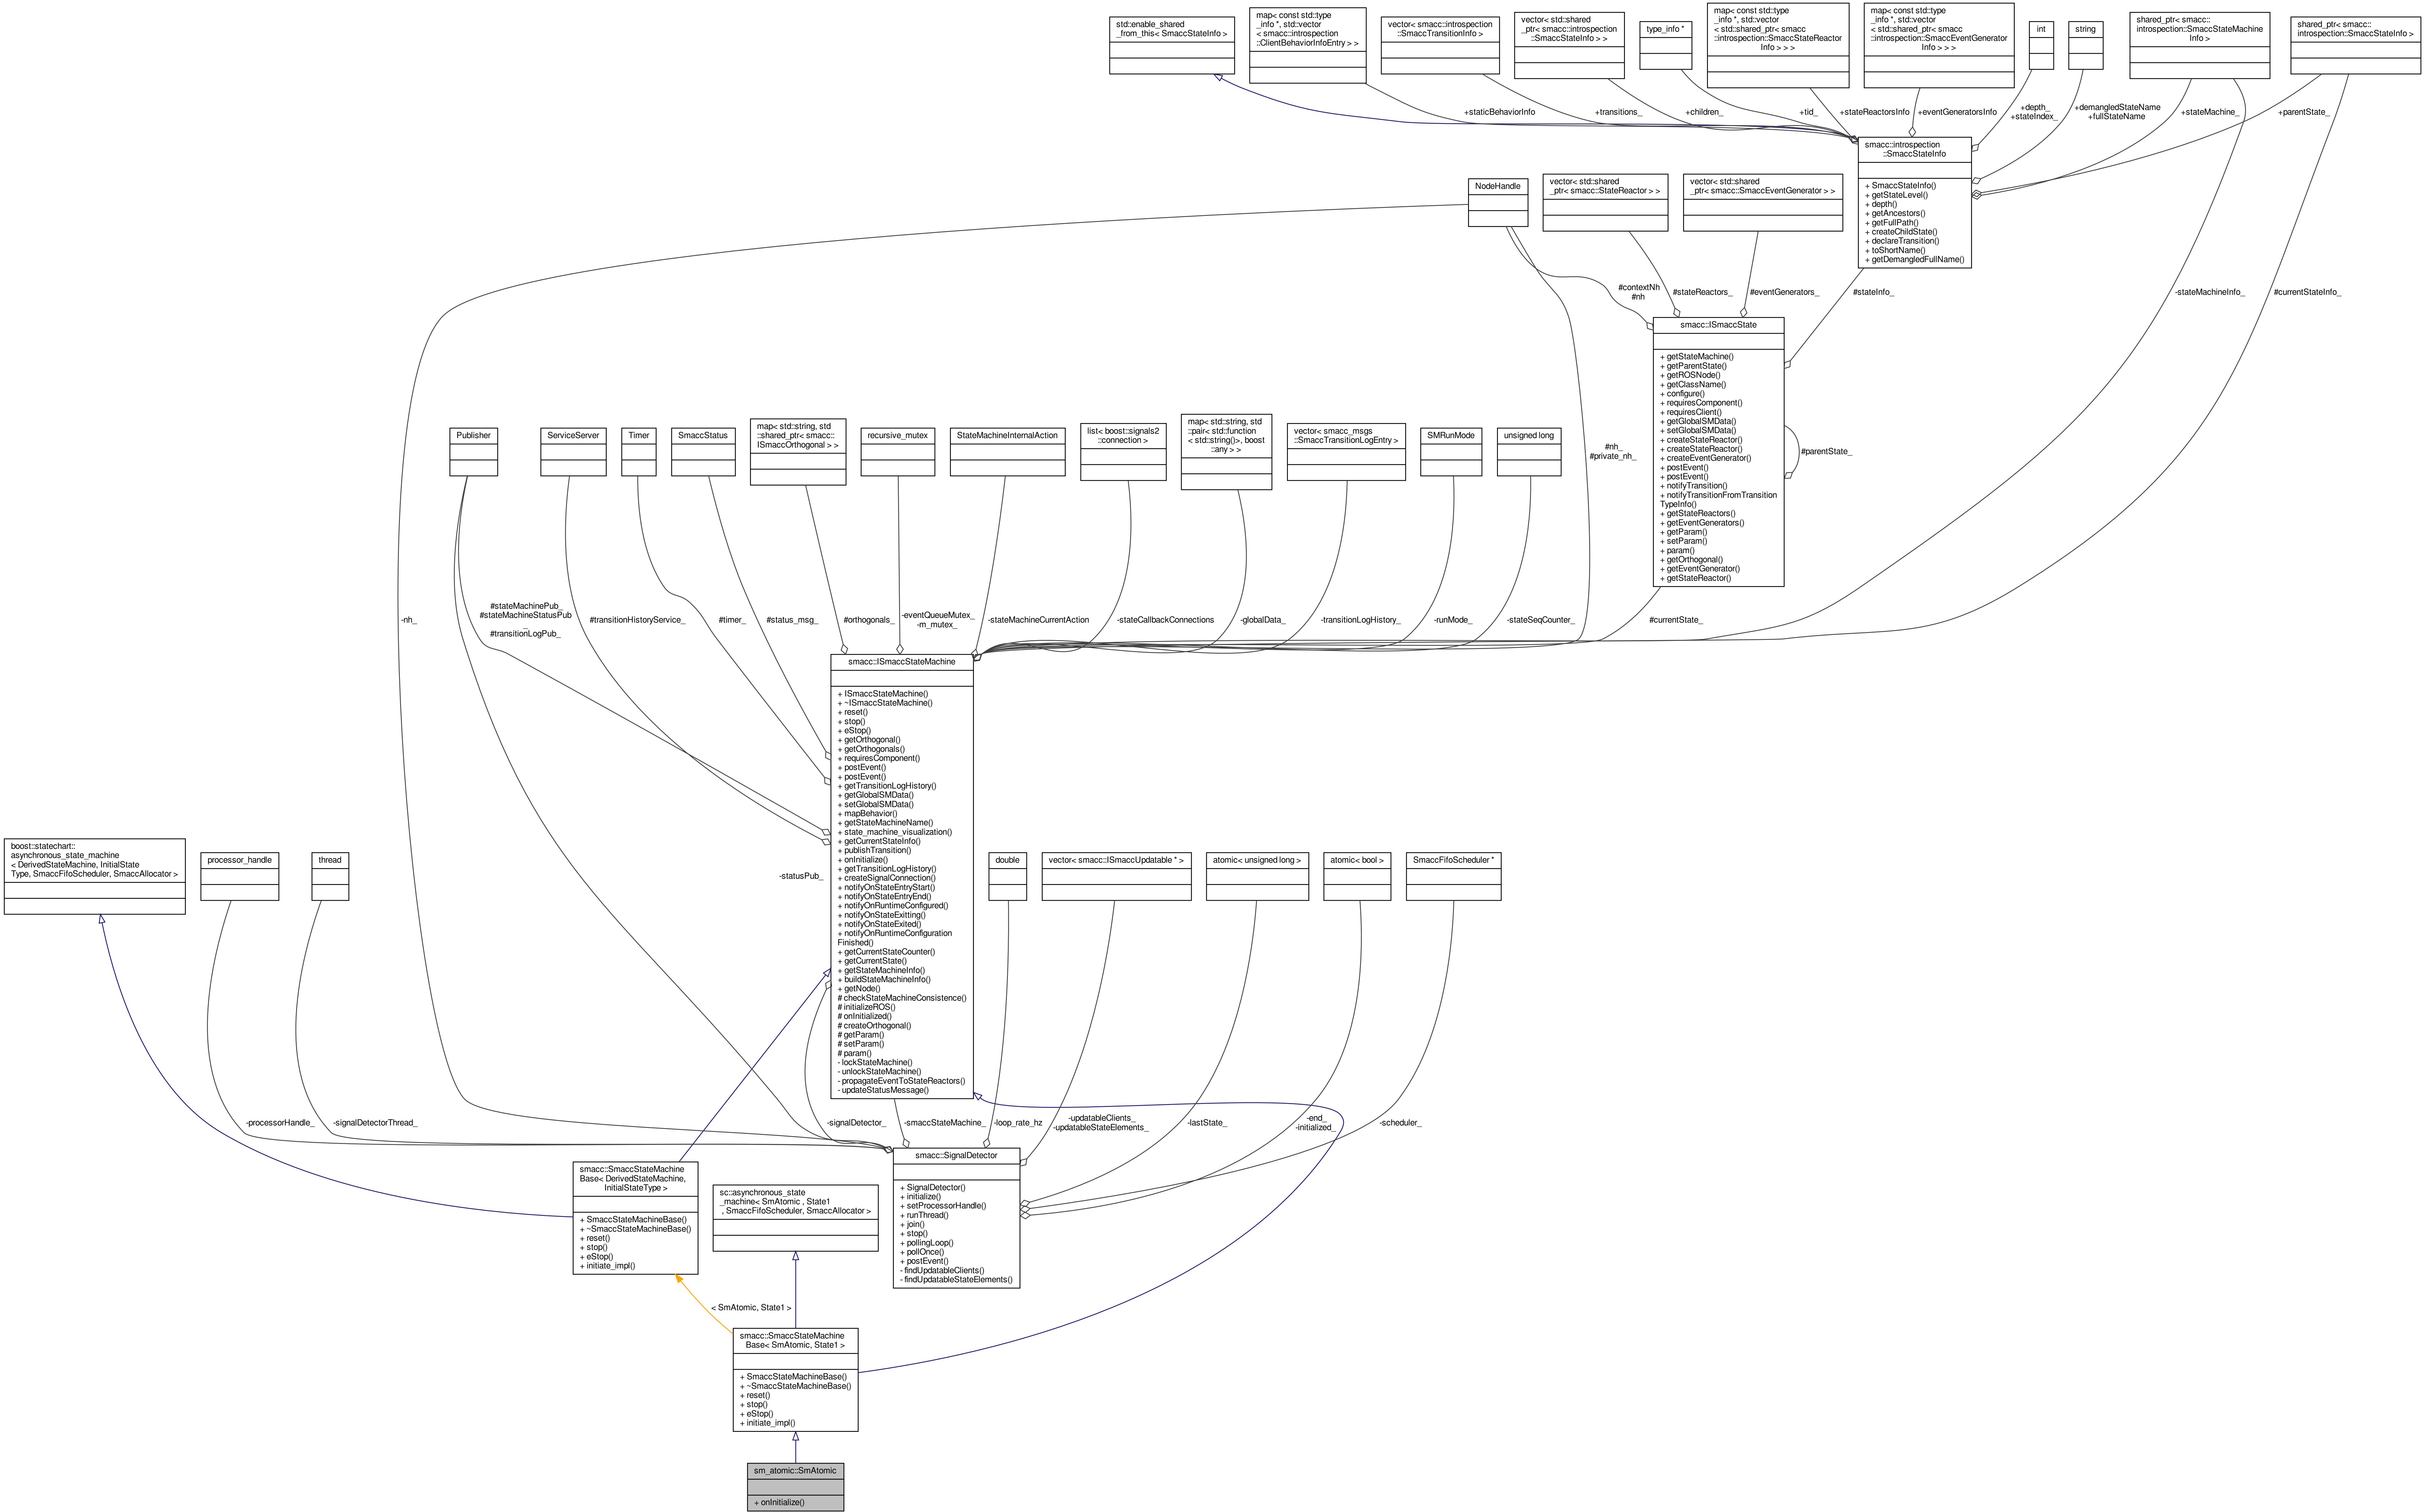 std::enable_shared
_from_this< SmaccStateInfo >
map< const std::type
_info *, std::vector
< smacc::introspection
::ClientBehaviorInfoEntry > >
vector< smacc::introspection
::SmaccTransitionInfo >
vector< std::shared
_ptr< smacc::introspection
::SmaccStateInfo > >
type_info *
map< const std::type
_info *, std::vector
< std::shared_ptr< smacc
::introspection::SmaccStateReactor
Info > > >
map< const std::type
_info *, std::vector
< std::shared_ptr< smacc
::introspection::SmaccEventGenerator
Info > > >
int
string
shared_ptr< smacc::
introspection::SmaccStateMachine
Info >
shared_ptr< smacc::
introspection::SmaccStateInfo >
+staticBehaviorInfo
+transitions_
+children_
+tid_
+stateReactorsInfo
+eventGeneratorsInfo
+depth_
+stateIndex_
+demangledStateName
+fullStateName
+stateMachine_
+parentState_
smacc::introspection
::SmaccStateInfo
+ SmaccStateInfo()
+ getStateLevel()
+ depth()
+ getAncestors()
+ getFullPath()
+ createChildState()
+ declareTransition()
+ toShortName()
+ getDemangledFullName()
NodeHandle
vector< std::shared
_ptr< smacc::StateReactor > >
vector< std::shared
_ptr< smacc::SmaccEventGenerator > >
#contextNh
#nh
#stateReactors_
#eventGenerators_
#stateInfo_
-stateMachineInfo_
#currentStateInfo_
smacc::ISmaccState
+ getStateMachine()
+ getParentState()
+ getROSNode()
+ getClassName()
+ configure()
+ requiresComponent()
+ requiresClient()
+ getGlobalSMData()
+ setGlobalSMData()
+ createStateReactor()
+ createStateReactor()
+ createEventGenerator()
+ postEvent()
+ postEvent()
+ notifyTransition()
+ notifyTransitionFromTransition
TypeInfo()
+ getStateReactors()
+ getEventGenerators()
+ getParam()
+ setParam()
+ param()
+ getOrthogonal()
+ getEventGenerator()
+ getStateReactor()
#parentState_
Publisher
ServiceServer
Timer
SmaccStatus
map< std::string, std
::shared_ptr< smacc::
ISmaccOrthogonal > >
recursive_mutex
StateMachineInternalAction
list< boost::signals2
::connection >
map< std::string, std
::pair< std::function
< std::string()>, boost
::any > >
vector< smacc_msgs
::SmaccTransitionLogEntry >
SMRunMode
unsigned long
#nh_
#private_nh_
-nh_
#stateMachinePub_
#stateMachineStatusPub
_
#transitionLogPub_
#transitionHistoryService_
#timer_
#status_msg_
#orthogonals_
-eventQueueMutex_
-m_mutex_
-stateMachineCurrentAction
-stateCallbackConnections
-globalData_
-transitionLogHistory_
-runMode_
-stateSeqCounter_
#currentState_
smacc::ISmaccStateMachine
+ ISmaccStateMachine()
+ ~ISmaccStateMachine()
+ reset()
+ stop()
+ eStop()
+ getOrthogonal()
+ getOrthogonals()
+ requiresComponent()
+ postEvent()
+ postEvent()
+ getTransitionLogHistory()
+ getGlobalSMData()
+ setGlobalSMData()
+ mapBehavior()
+ getStateMachineName()
+ state_machine_visualization()
+ getCurrentStateInfo()
+ publishTransition()
+ onInitialize()
+ getTransitionLogHistory()
+ createSignalConnection()
+ notifyOnStateEntryStart()
+ notifyOnStateEntryEnd()
+ notifyOnRuntimeConfigured()
+ notifyOnStateExitting()
+ notifyOnStateExited()
+ notifyOnRuntimeConfiguration
Finished()
+ getCurrentStateCounter()
+ getCurrentState()
+ getStateMachineInfo()
+ buildStateMachineInfo()
+ getNode()
# checkStateMachineConsistence()
# initializeROS()
# onInitialized()
# createOrthogonal()
# getParam()
# setParam()
# param()
- lockStateMachine()
- unlockStateMachine()
- propagateEventToStateReactors()
- updateStatusMessage()
boost::statechart::
asynchronous_state_machine
< DerivedStateMachine, InitialState
Type, SmaccFifoScheduler, SmaccAllocator >
processor_handle
thread
-statusPub_
double
vector< smacc::ISmaccUpdatable * >
atomic< unsigned long >
atomic< bool >
SmaccFifoScheduler *
-processorHandle_
-signalDetectorThread_
-signalDetector_
-smaccStateMachine_
-loop_rate_hz
-updatableClients_
-updatableStateElements_
-lastState_
-end_
-initialized_
-scheduler_
smacc::SignalDetector
+ SignalDetector()
+ initialize()
+ setProcessorHandle()
+ runThread()
+ join()
+ stop()
+ pollingLoop()
+ pollOnce()
+ postEvent()
- findUpdatableClients()
- findUpdatableStateElements()
smacc::SmaccStateMachine
Base< DerivedStateMachine,
InitialStateType >
+ SmaccStateMachineBase()
+ ~SmaccStateMachineBase()
+ reset()
+ stop()
+ eStop()
+ initiate_impl()
sc::asynchronous_state
_machine< SmAtomic , State1
, SmaccFifoScheduler, SmaccAllocator >
< SmAtomic, State1 >
smacc::SmaccStateMachine
Base< SmAtomic, State1 >
+ SmaccStateMachineBase()
+ ~SmaccStateMachineBase()
+ reset()
+ stop()
+ eStop()
+ initiate_impl()
sm_atomic::SmAtomic
+ onInitialize()